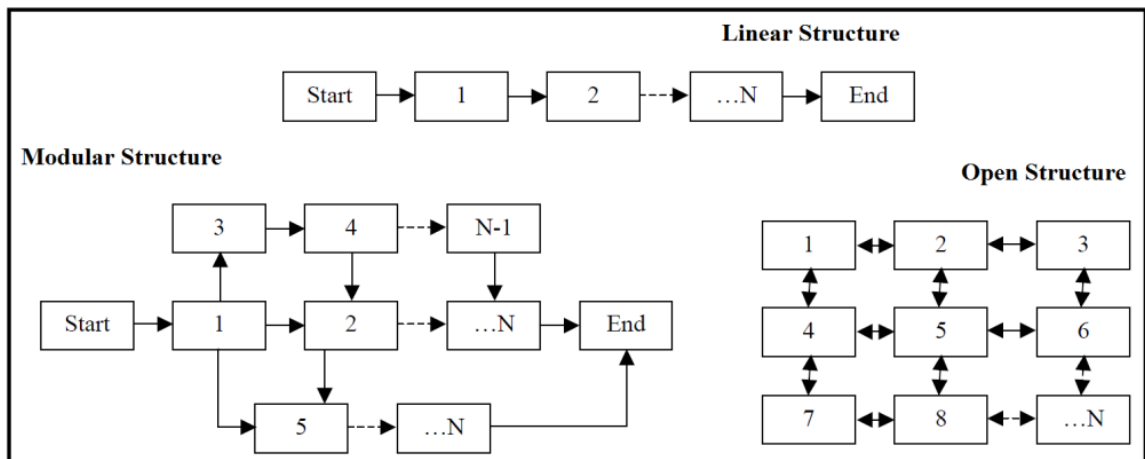 Linear Structure
Start 1 2 …N End
Modular Structure
3 4 N-1
Start 1 2 …N End
5 …N
Open Structure
1 2 3
4 5 6
7 8 …N